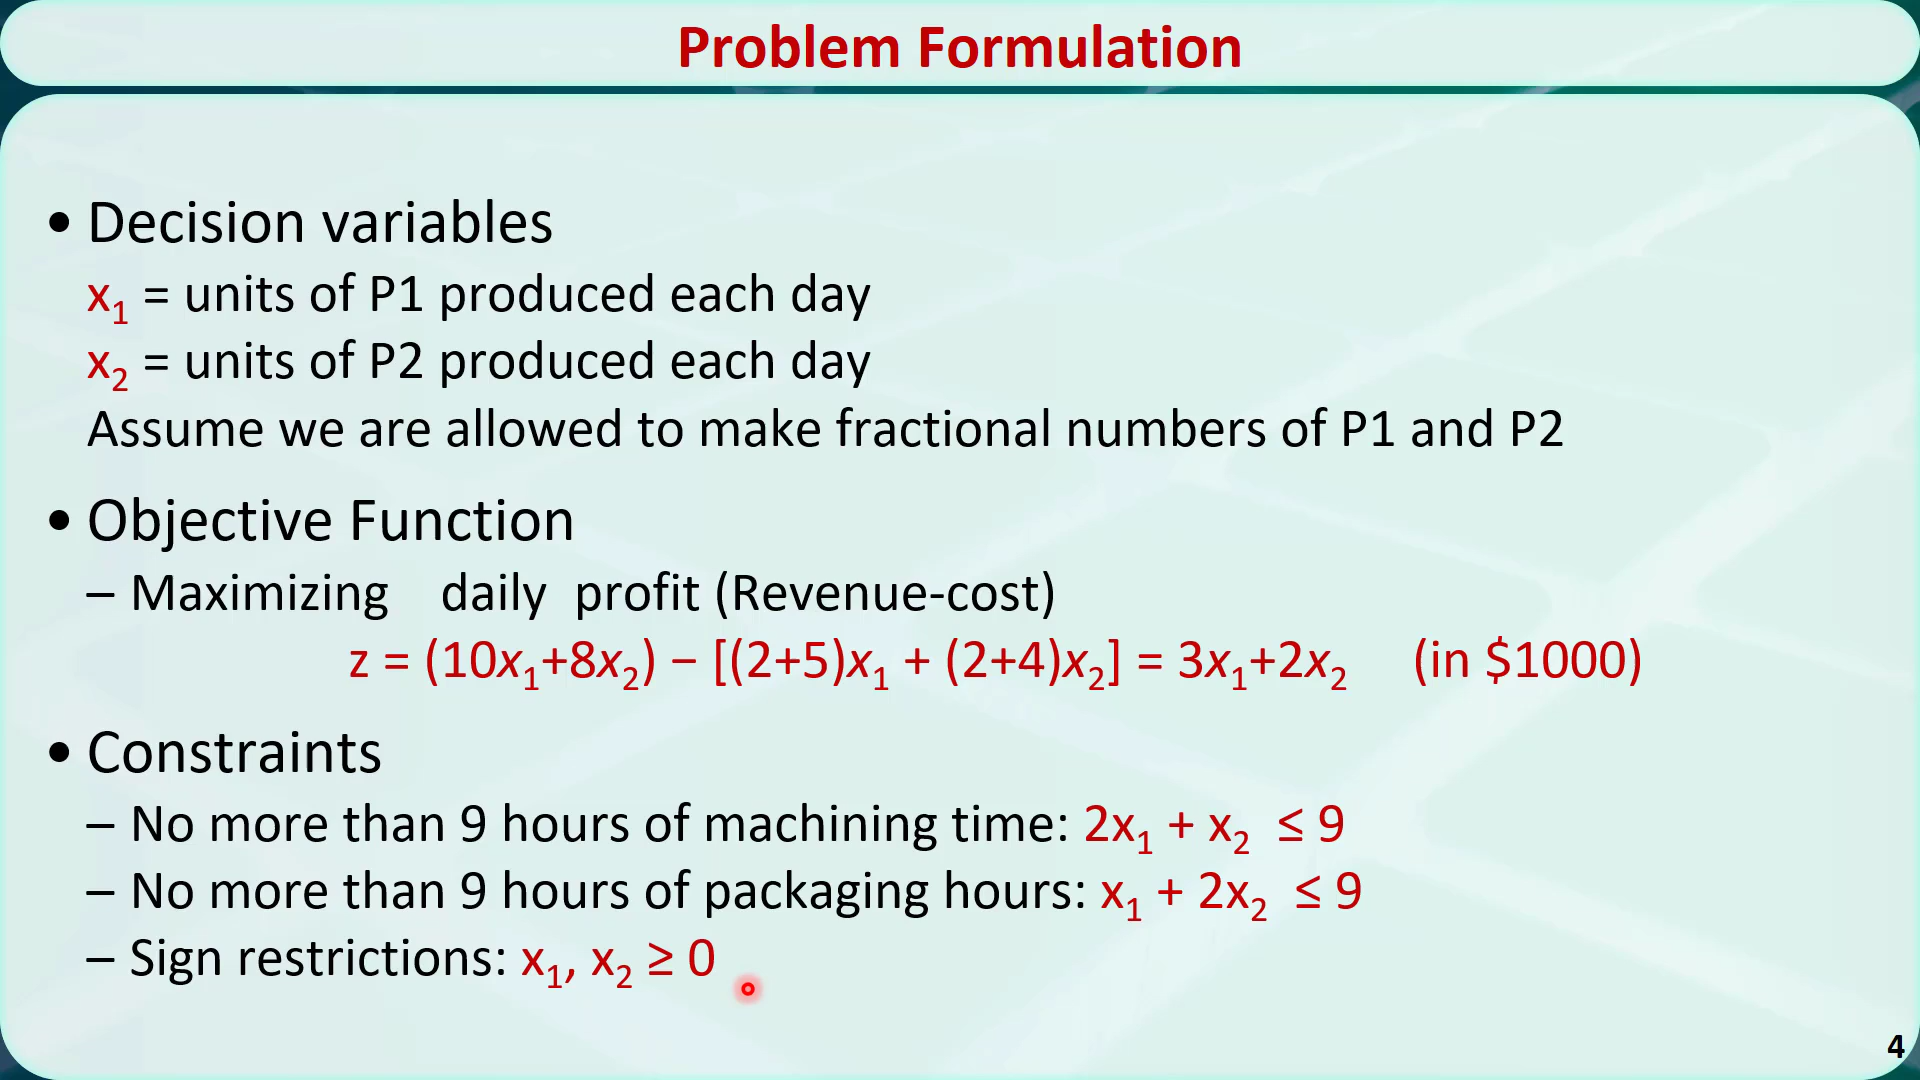 Problem Formulation
• Decision variables
x₁ = units of P1 produced each day
x₂ = units of P2 produced each day
Assume we are allowed to make fractional numbers of P1 and P2
• Objective Function
– Maximizing daily profit (Revenue-cost)
z = (10x₁+8x₂) – [(2+5)x₁ + (2+4)x₂] = 3x₁+2x₂ (in $1000)
• Constraints
– No more than 9 hours of machining time: 2x₁ + x₂ ≤ 9
– No more than 9 hours of packaging hours: x₁ + 2x₂ ≤ 9
– Sign restrictions: x₁, x₂ ≥ 0
4